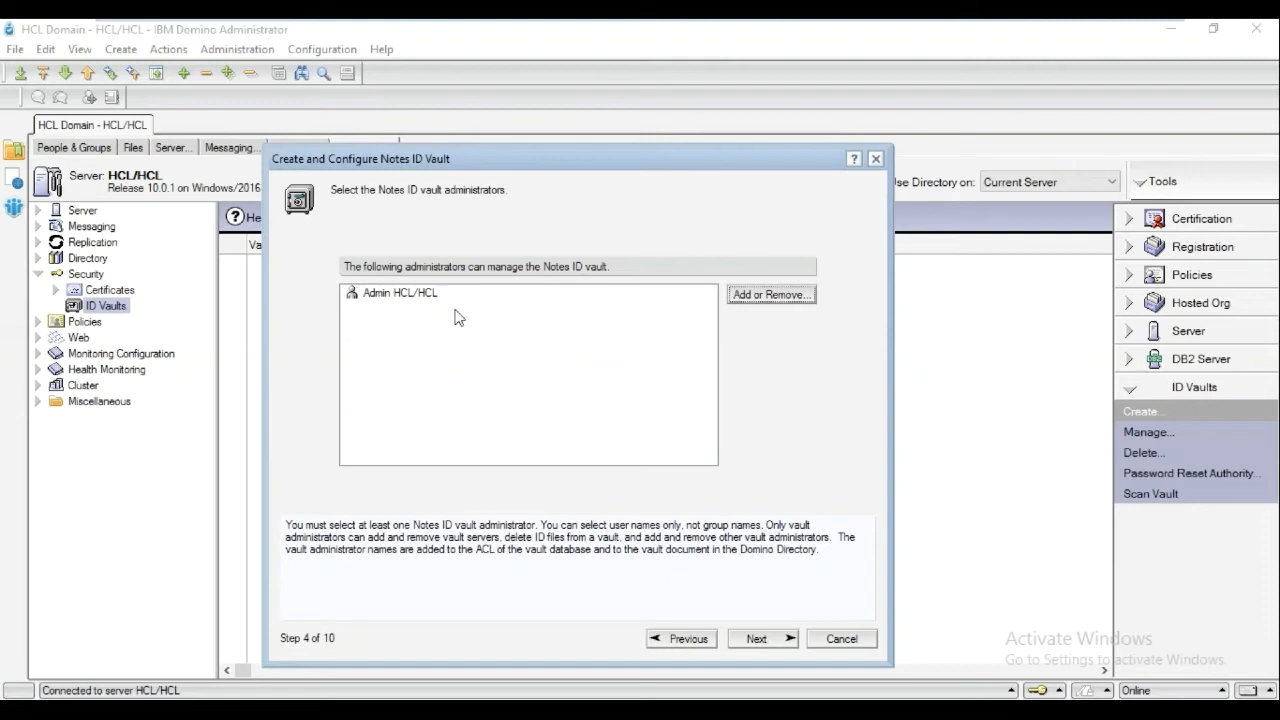 HCL Domain - HCL/HCL - IBM Domino Administrator
File Edit View Create Actions Administration Configuration Help
HCL Domain - HCL/HCL
People & Groups Files Server... Messaging...
Server: HCL/HCL
Release 10.0.1 on Windows/2016
Use Directory on: Current Server
Tools
Server
Messaging
Replication
Directory
Security
Certificates
ID Vaults
Policies
Web
Monitoring Configuration
Health Monitoring
Cluster
Miscellaneous
? He
Va
Create and Configure Notes ID Vault
?
Select the Notes ID vault administrators.
The following administrators can manage the Notes ID vault.
Admin HCL/HCL
Add or Remove...
You must select at least one Notes ID vault administrator. You can select user names only, not group names. Only vault
administrators can add and remove vault servers, delete ID files from a vault, and add and remove other vault administrators. The
vault administrator names are added to the ACL of the vault database and to the vault document in the Domino Directory.
Step 4 of 10
Previous Next Cancel
Certification
Registration
Policies
Hosted Org
Server
DB2 Server
ID Vaults
Create...
Manage...
Delete...
Password Reset Authority...
Scan Vault
Activate Windows
Go to Settings to activate Windows.
Connected to server HCL/HCL
Online